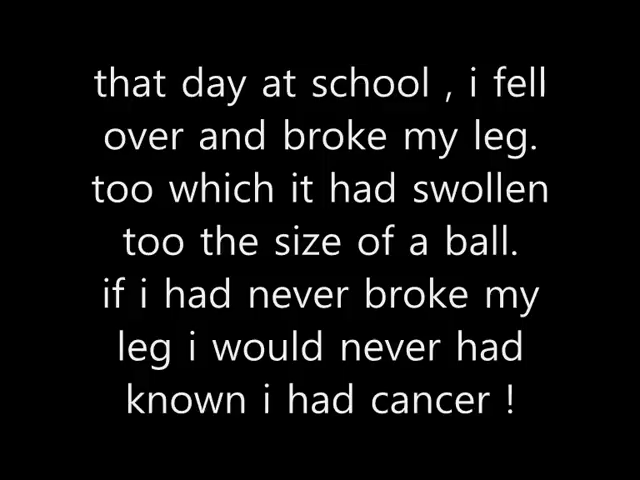 that day at school , i fell
over and broke my leg.
too which it had swollen
too the size of a ball.
if i had never broke my
leg i would never had
known i had cancer !